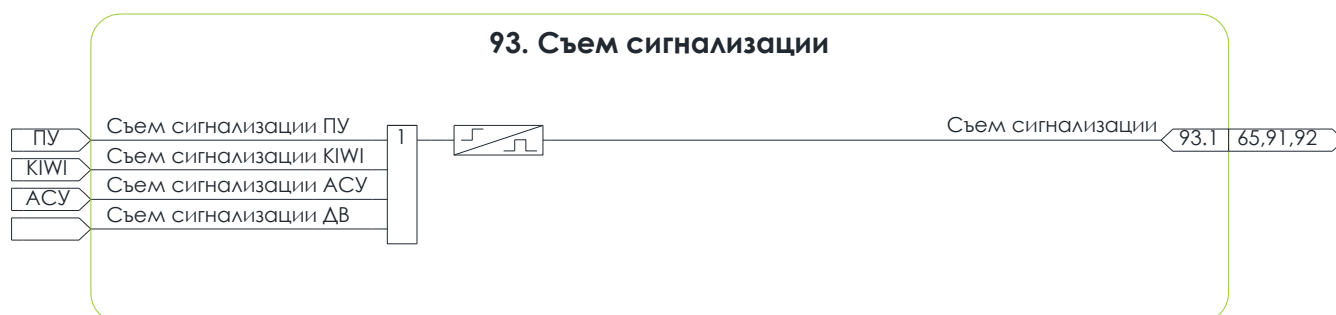 93. Съем сигнализации
ПУ Съем сигнализации ПУ 1 Съем сигнализации 93.1 65,91,92
KIWI Съем сигнализации KIWI
АСУ Съем сигнализации АСУ
Съем сигнализации ДВ